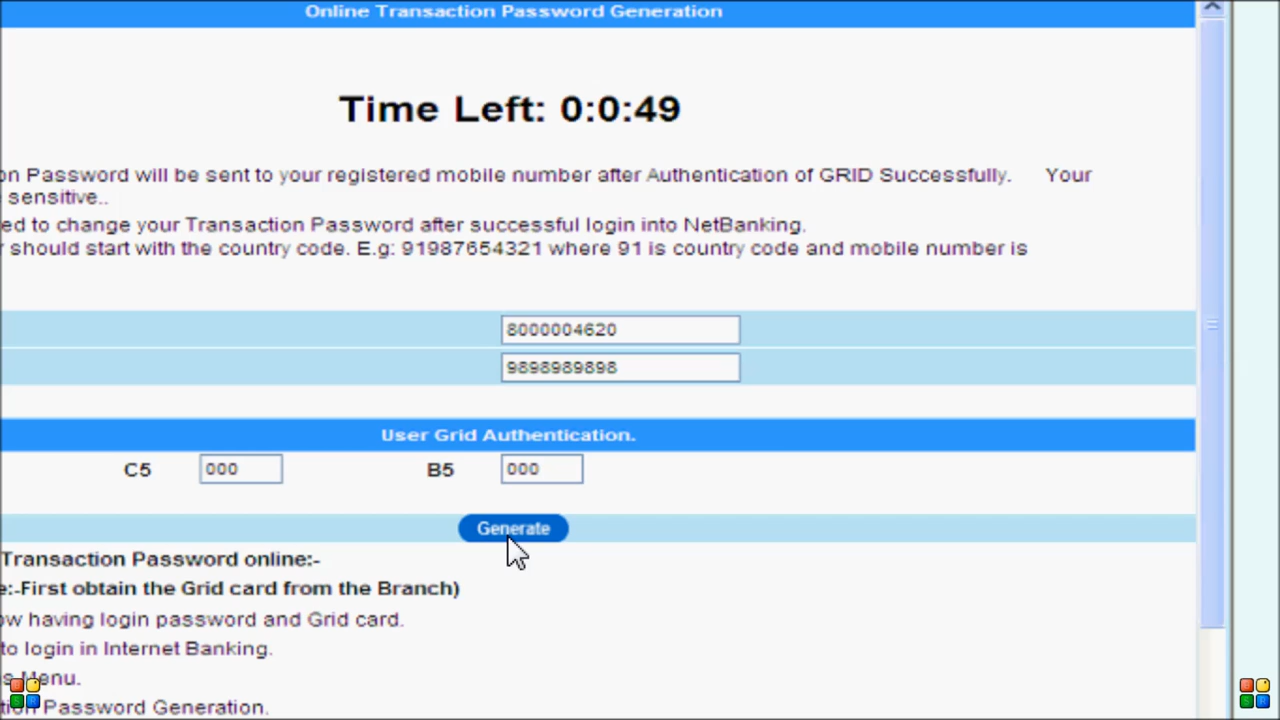 Online Transaction Password Generation
Time Left: 0:0:49
on Password will be sent to your registered mobile number after Authentication of GRID Successfully. Your
sensitive..
ed to change your Transaction Password after successful login into NetBanking.
r should start with the country code. E.g: 91987654321 where 91 is country code and mobile number is
8000004620
9898989898
User Grid Authentication.
C5 000 B5 000
Generate
Transaction Password online:-
e:-First obtain the Grid card from the Branch)
ow having login password and Grid card.
to login in Internet Banking.
s Menu.
tion Password Generation.